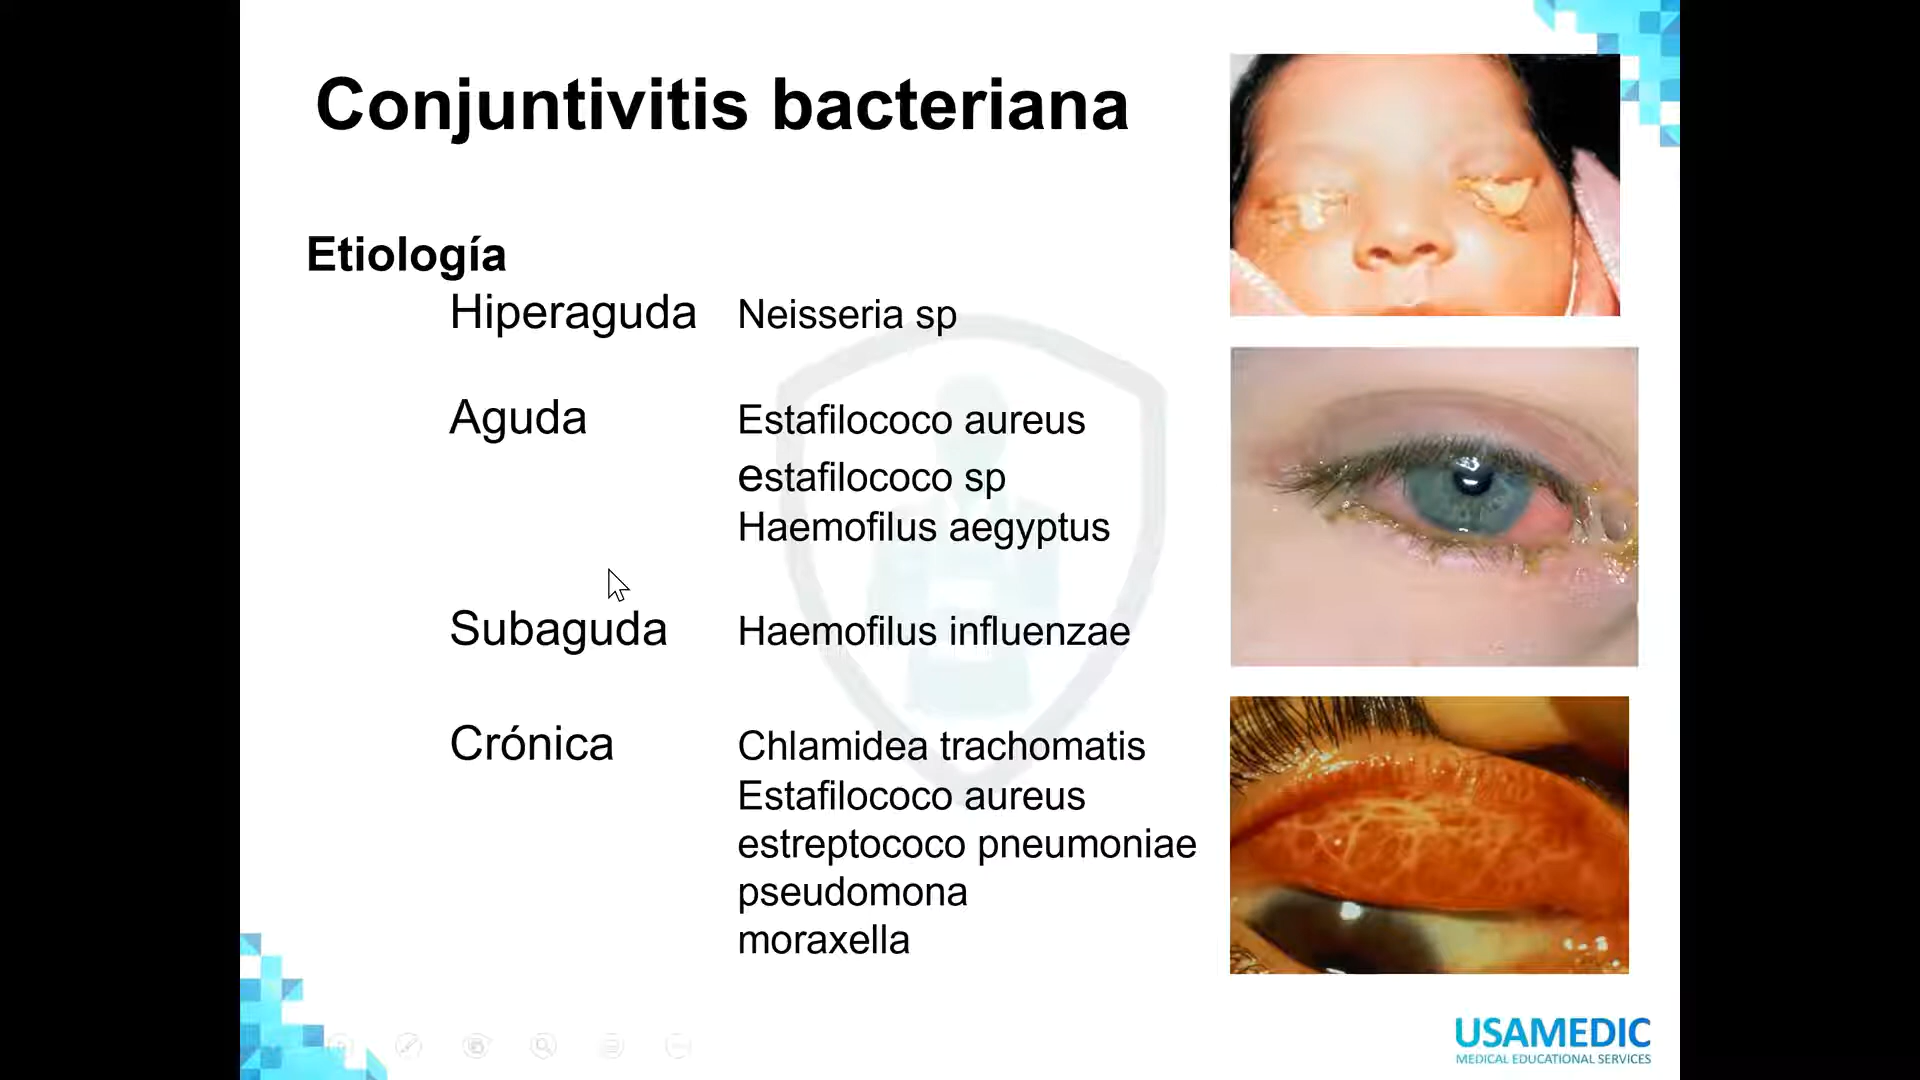 Conjuntivitis bacteriana
Etiología
Hiperaguda Neisseria sp
Aguda Estafilococo aureus
estafilococo sp
Haemofilus aegyptus
Subaguda Haemofilus influenzae
Crónica Chlamidea trachomatis
Estafilococo aureus
estreptococo pneumoniae
pseudomona
moraxella
USAMEDIC
MEDICAL EDUCATIONAL SERVICES